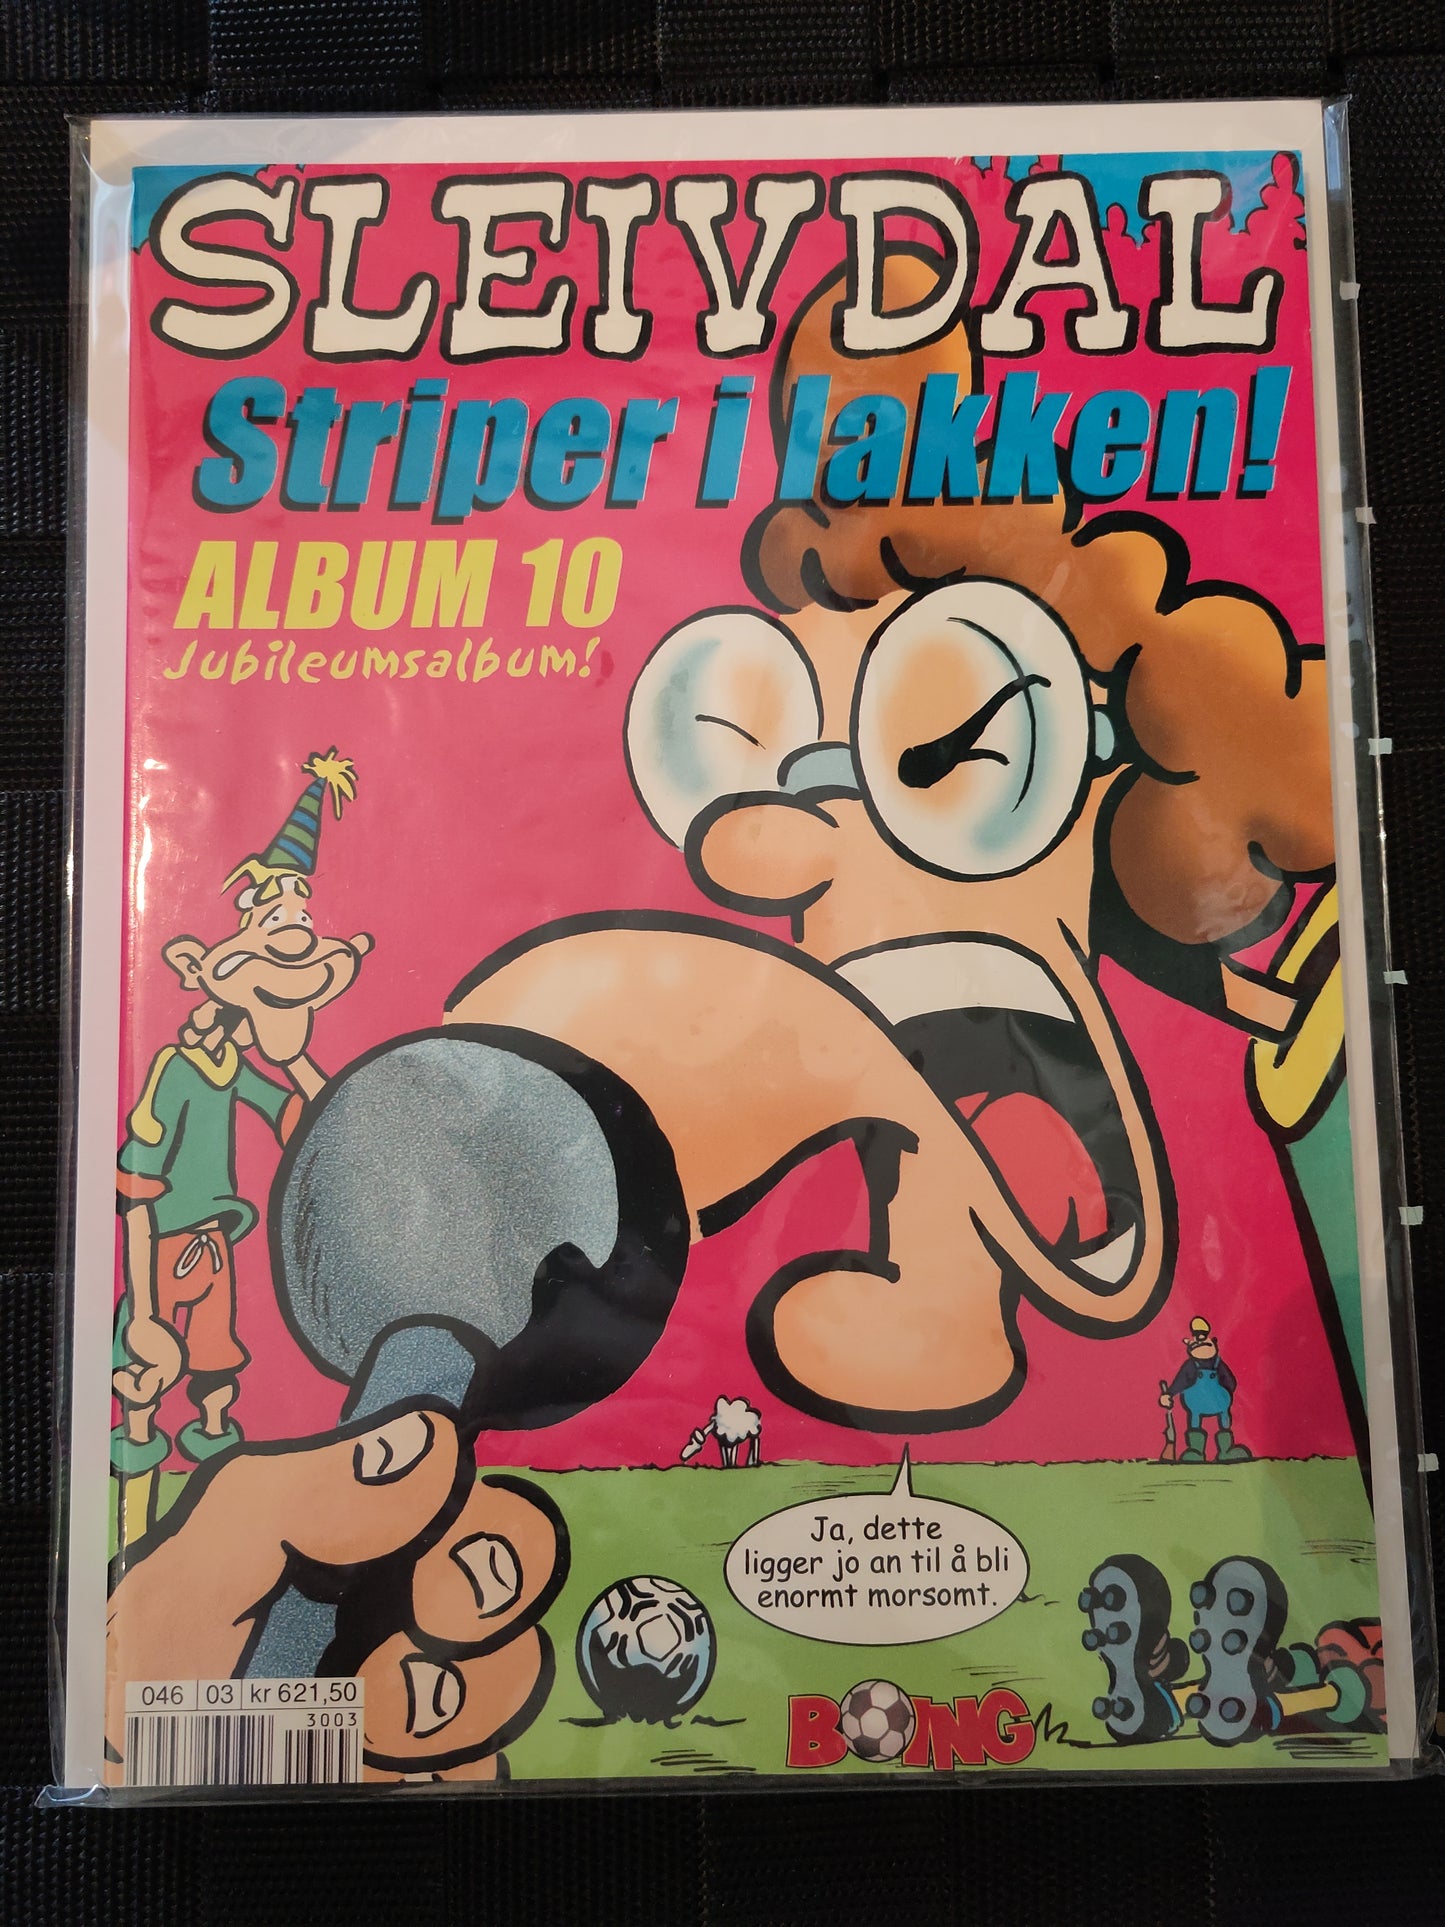 SLEIVDAL
Striper i lakken!
ALBUM 10
Jubileumsalbum!
Ja, dette
ligger jo an til å bli
enormt morsomt.
046 03 kr 621,50
3003
BOING